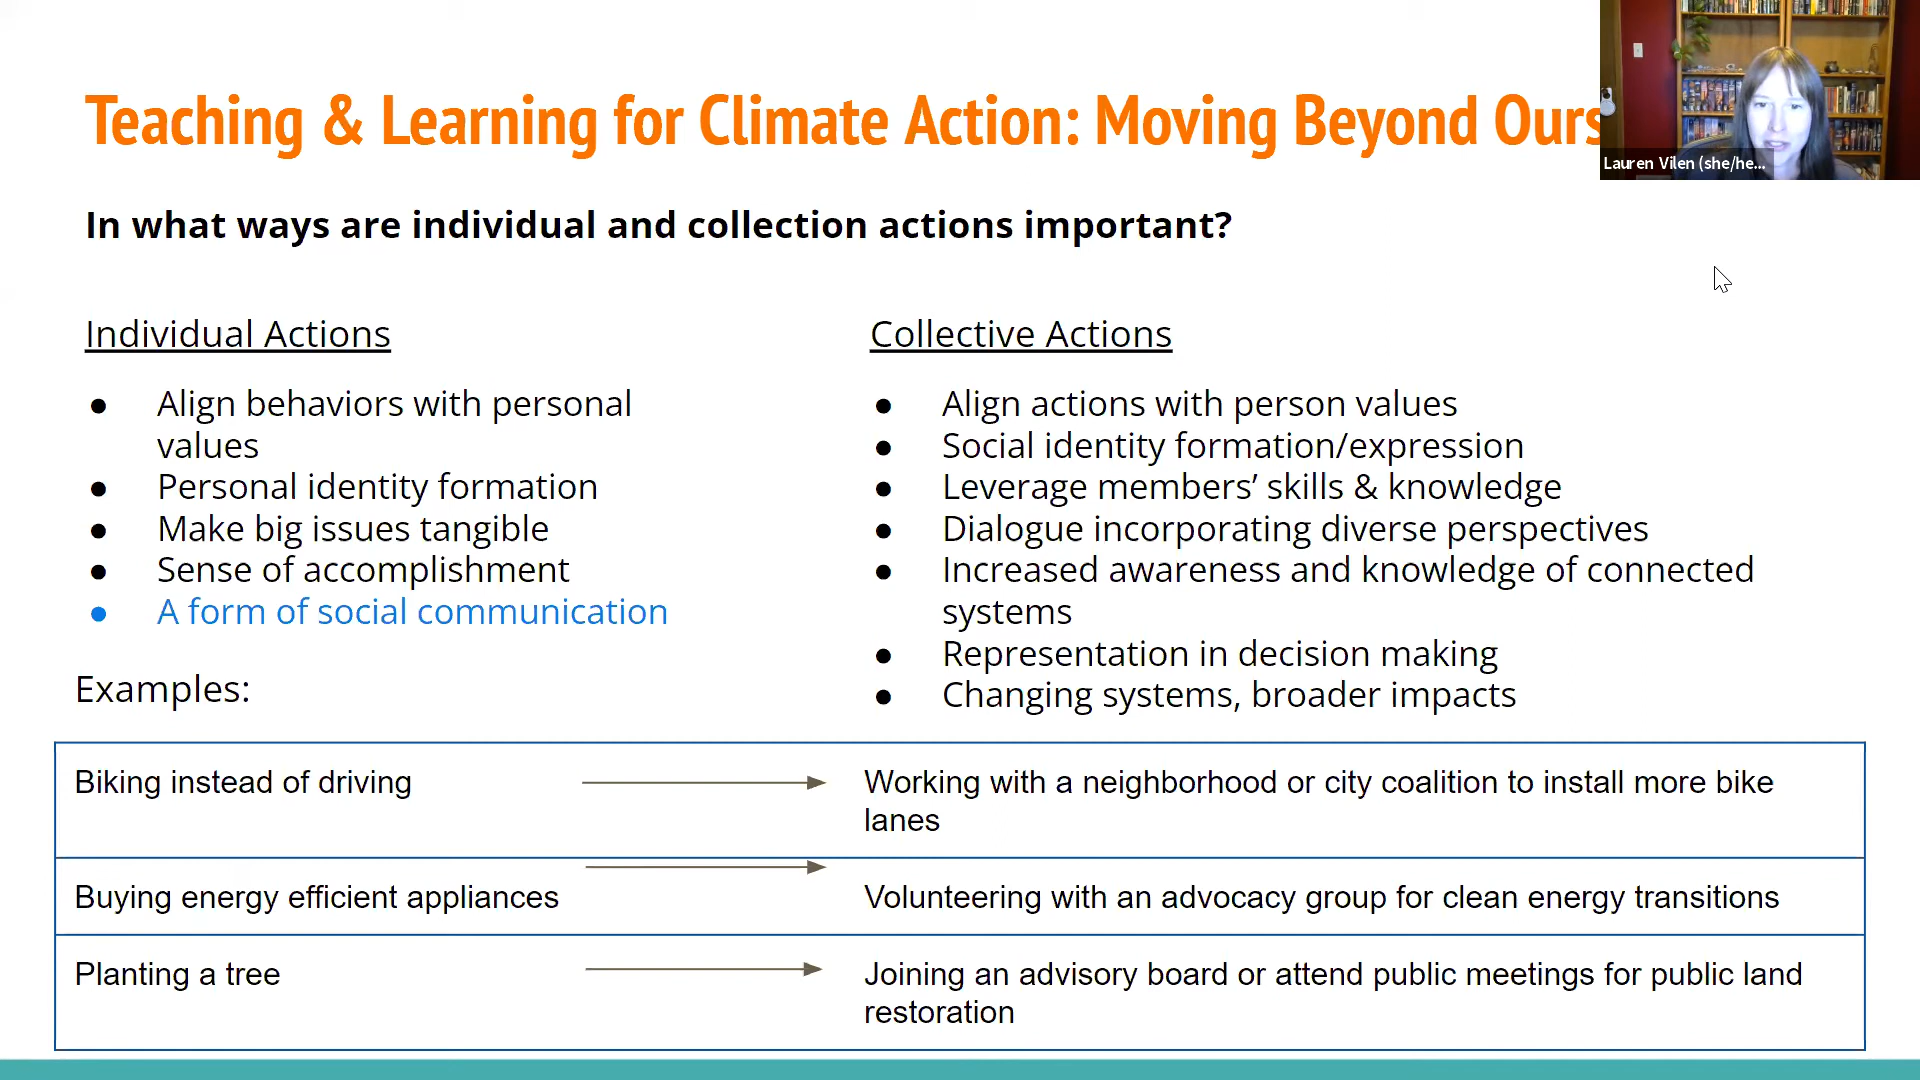 Teaching & Learning for Climate Action: Moving Beyond Ours
Lauren Vilen (she/he...
In what ways are individual and collection actions important?
Individual Actions
● Align behaviors with personal
values
● Personal identity formation
● Make big issues tangible
● Sense of accomplishment
● A form of social communication
Examples:
Collective Actions
● Align actions with person values
● Social identity formation/expression
● Leverage members’ skills & knowledge
● Dialogue incorporating diverse perspectives
● Increased awareness and knowledge of connected
systems
● Representation in decision making
● Changing systems, broader impacts
Biking instead of driving
Working with a neighborhood or city coalition to install more bike
lanes
Buying energy efficient appliances
Volunteering with an advocacy group for clean energy transitions
Planting a tree
Joining an advisory board or attend public meetings for public land
restoration